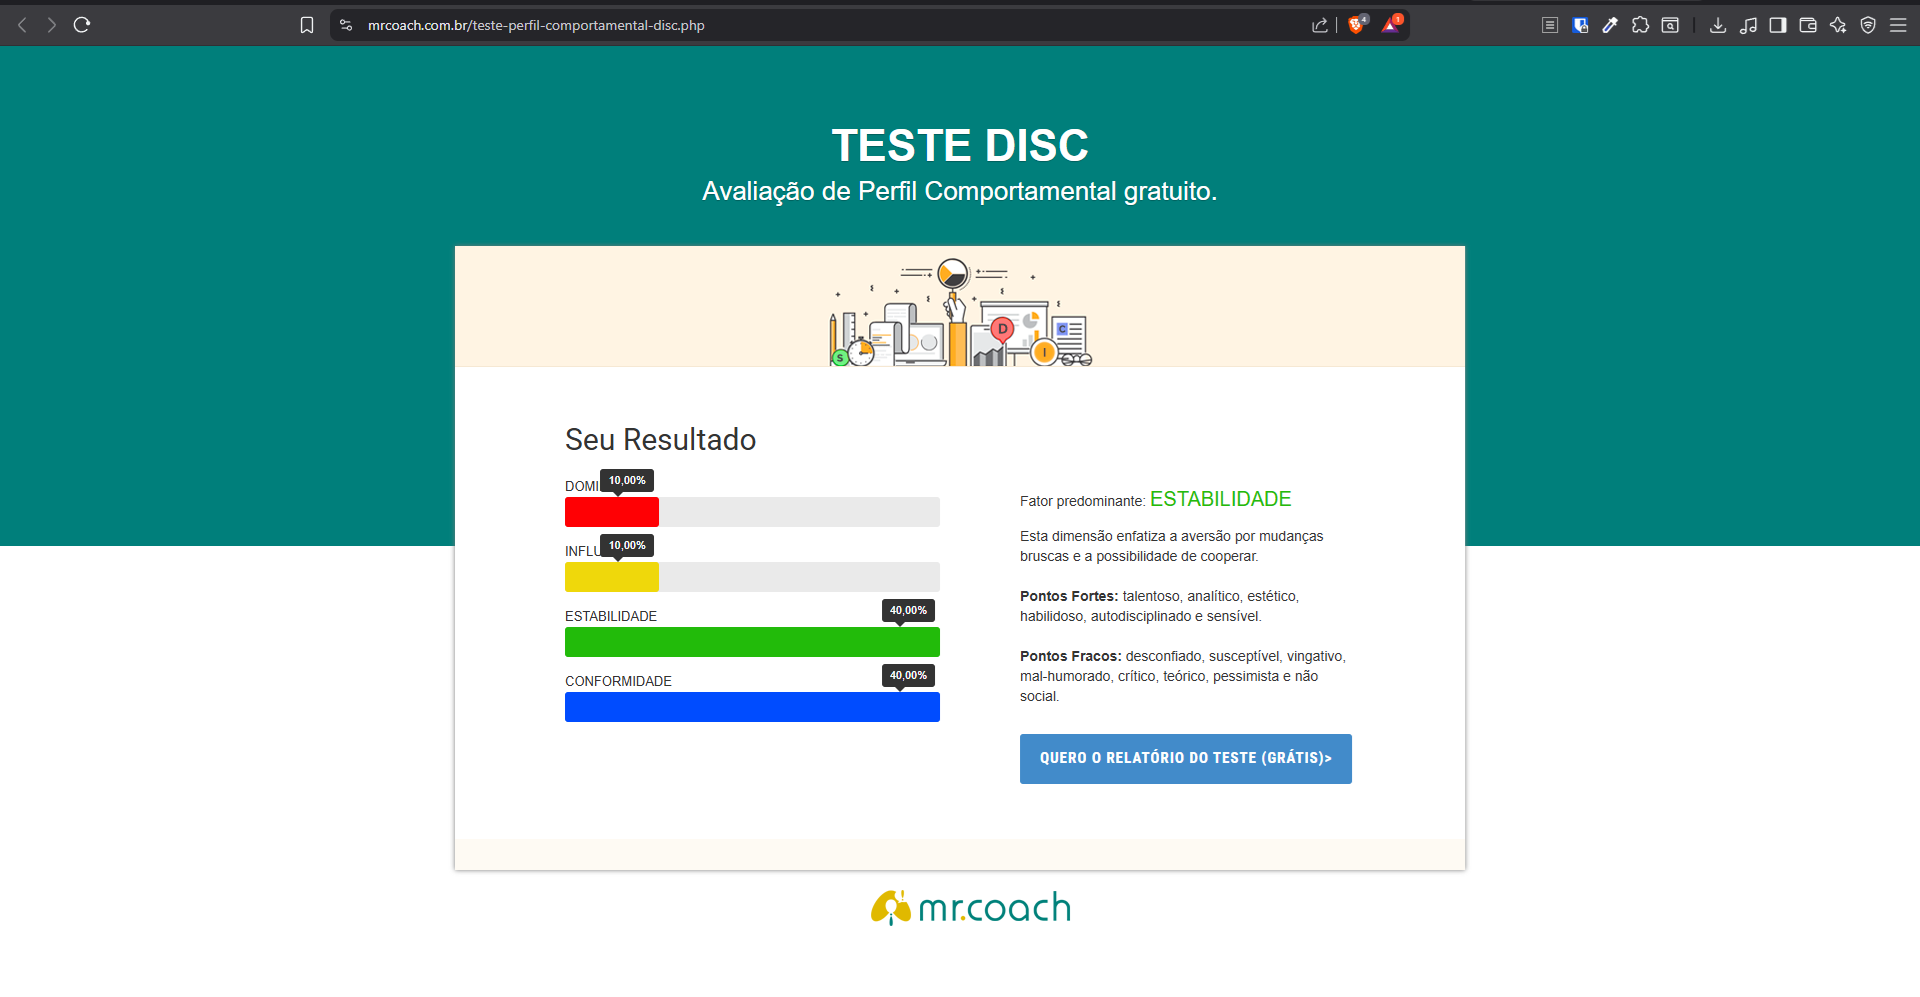 mrcoach.com.br/teste-perfil-comportamental-disc.php
4
1
TESTE DISC
Avaliação de Perfil Comportamental gratuito.
S
D
I
C
Seu Resultado
DOMI
10,00%
INFLU
10,00%
ESTABILIDADE
40,00%
CONFORMIDADE
40,00%
Fator predominante: ESTABILIDADE
Esta dimensão enfatiza a aversão por mudanças
bruscas e a possibilidade de cooperar.
Pontos Fortes: talentoso, analítico, estético,
habilidoso, autodisciplinado e sensível.
Pontos Fracos: desconfiado, susceptível, vingativo,
mal-humorado, crítico, teórico, pessimista e não
social.
QUERO O RELATÓRIO DO TESTE (GRÁTIS)>
mr.coach